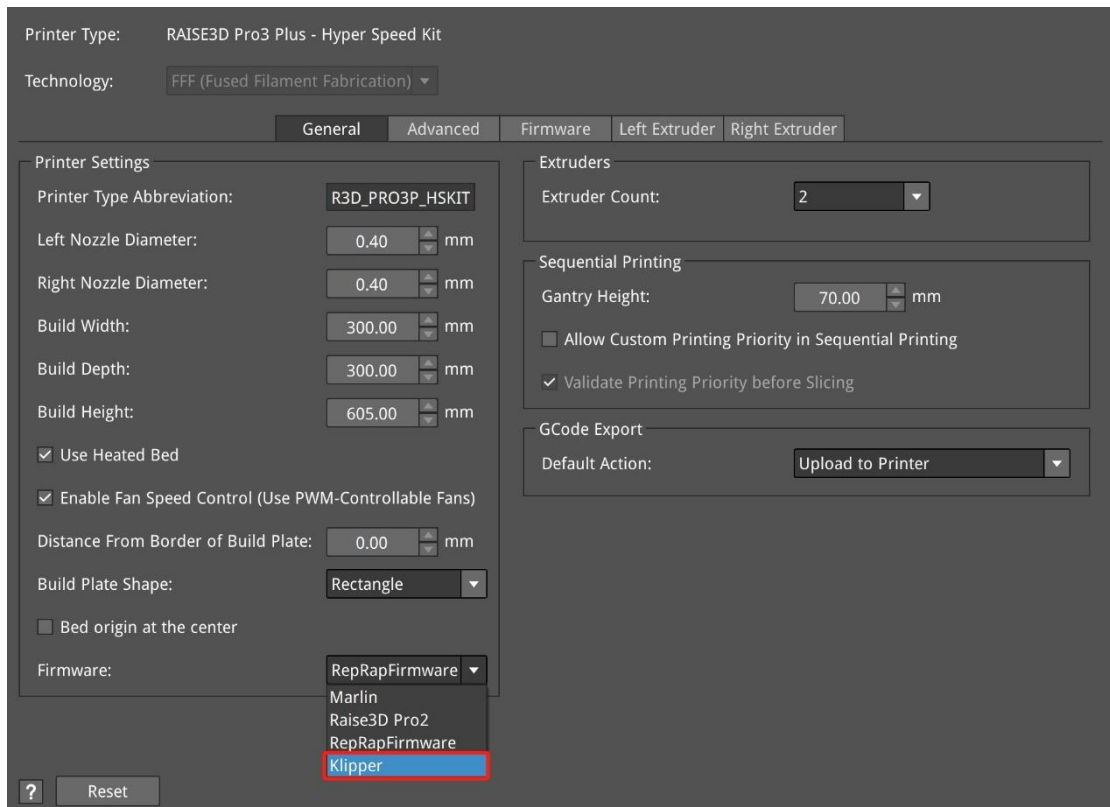 Printer Type: RAISE3D Pro3 Plus - Hyper Speed Kit
Technology: FFF (Fused Filament Fabrication)
General Advanced Firmware Left Extruder Right Extruder
Printer Settings
Printer Type Abbreviation: R3D_PRO3P_HSKIT
Left Nozzle Diameter: 0.40 mm
Right Nozzle Diameter: 0.40 mm
Build Width: 300.00 mm
Build Depth: 300.00 mm
Build Height: 605.00 mm
Use Heated Bed
Enable Fan Speed Control (Use PWM-Controllable Fans)
Distance From Border of Build Plate: 0.00 mm
Build Plate Shape: Rectangle
Bed origin at the center
Firmware: RepRapFirmware
Marlin
Raise3D Pro2
RepRapFirmware
Klipper
Extruders
Extruder Count: 2
Sequential Printing
Gantry Height: 70.00 mm
Allow Custom Printing Priority in Sequential Printing
Validate Printing Priority before Slicing
GCode Export
Default Action: Upload to Printer
? Reset